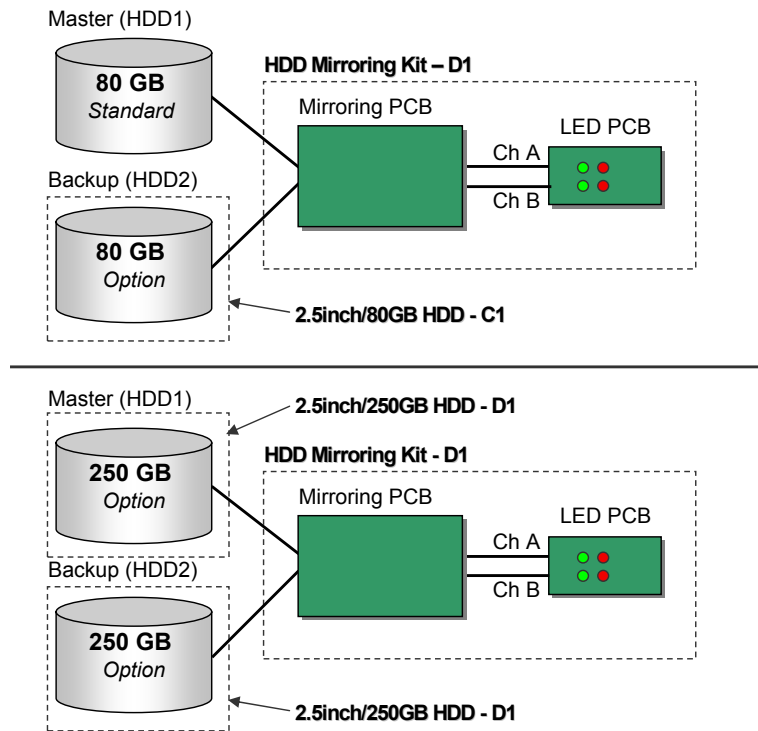 Master (HDD1)
80 GB
Standard
HDD Mirroring Kit – D1
Mirroring PCB
LED PCB
Ch A
Ch B
Backup (HDD2)
80 GB
Option
2.5inch/80GB HDD - C1
Master (HDD1)
2.5inch/250GB HDD - D1
250 GB
Option
HDD Mirroring Kit - D1
Mirroring PCB
LED PCB
Ch A
Ch B
Backup (HDD2)
250 GB
Option
2.5inch/250GB HDD - D1